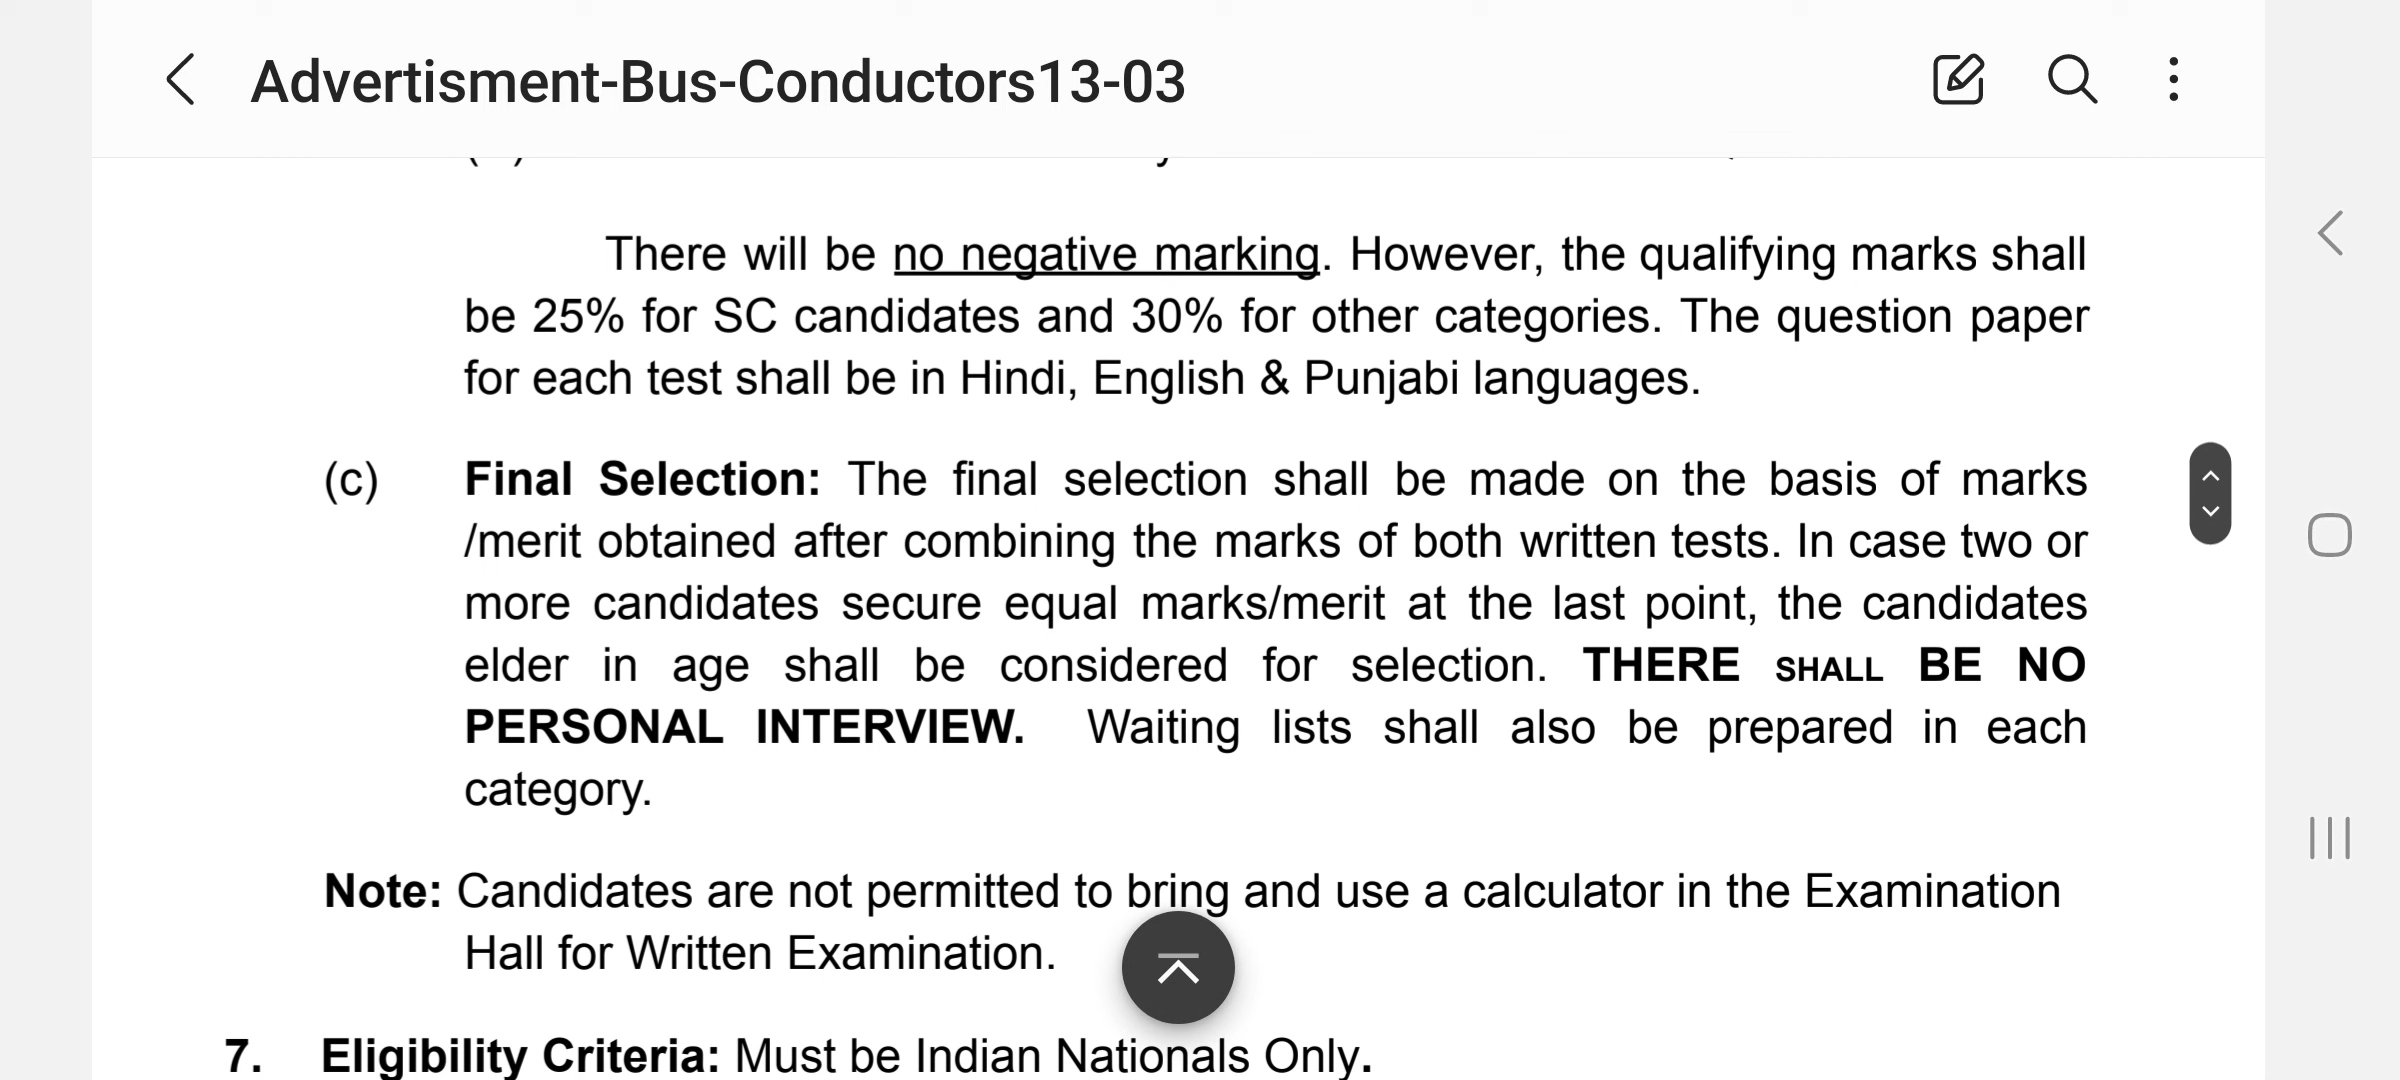 Advertisment-Bus-Conductors13-03
There will be no negative marking. However, the qualifying marks shall
be 25% for SC candidates and 30% for other categories. The question paper
for each test shall be in Hindi, English & Punjabi languages.
(c) Final Selection: The final selection shall be made on the basis of marks
/merit obtained after combining the marks of both written tests. In case two or
more candidates secure equal marks/merit at the last point, the candidates
elder in age shall be considered for selection. THERE SHALL BE NO
PERSONAL INTERVIEW. Waiting lists shall also be prepared in each
category.
Note: Candidates are not permitted to bring and use a calculator in the Examination
Hall for Written Examination.
7. Eligibility Criteria: Must be Indian Nationals Only.